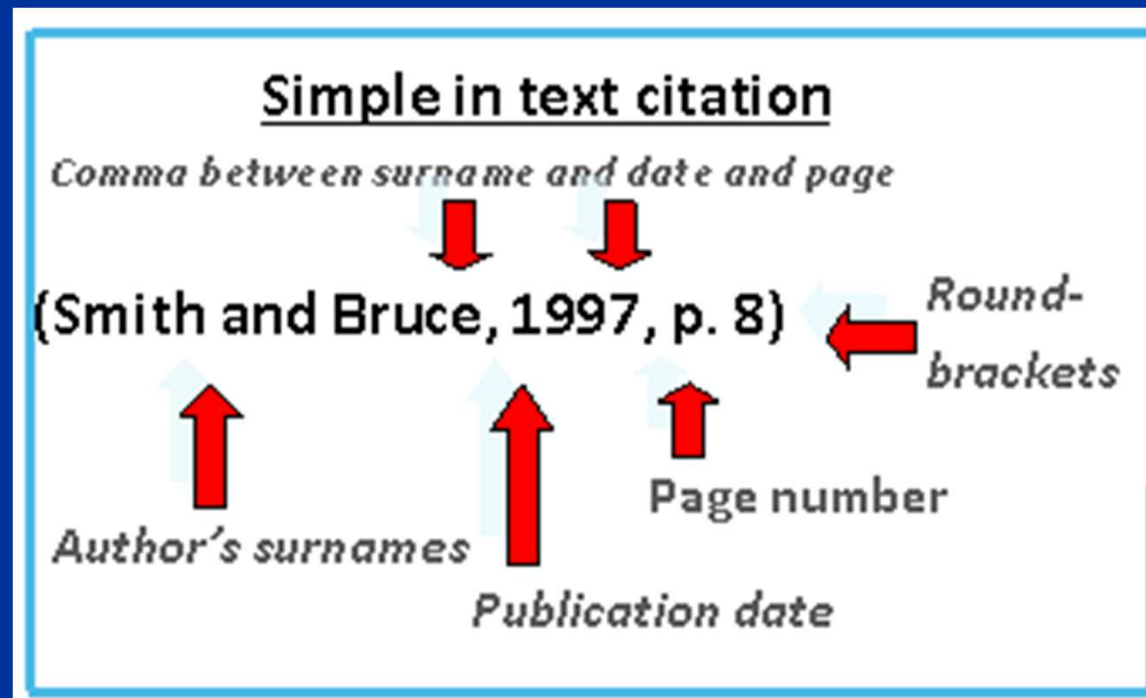 Simple in text citation
Comma between surname and date and page
(Smith and Bruce, 1997, p. 8)
Round-
brackets
Page number
Author's surnames
Publication date